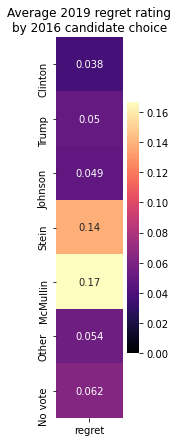 Average 2019 regret rating
by 2016 candidate choice
Clinton
0.038
Trump
0.05
Johnson
0.049
Stein
0.14
McMullin
0.17
Other
0.054
No vote
0.062
regret
0.16
0.14
0.12
0.10
0.08
0.06
0.04
0.02
0.00